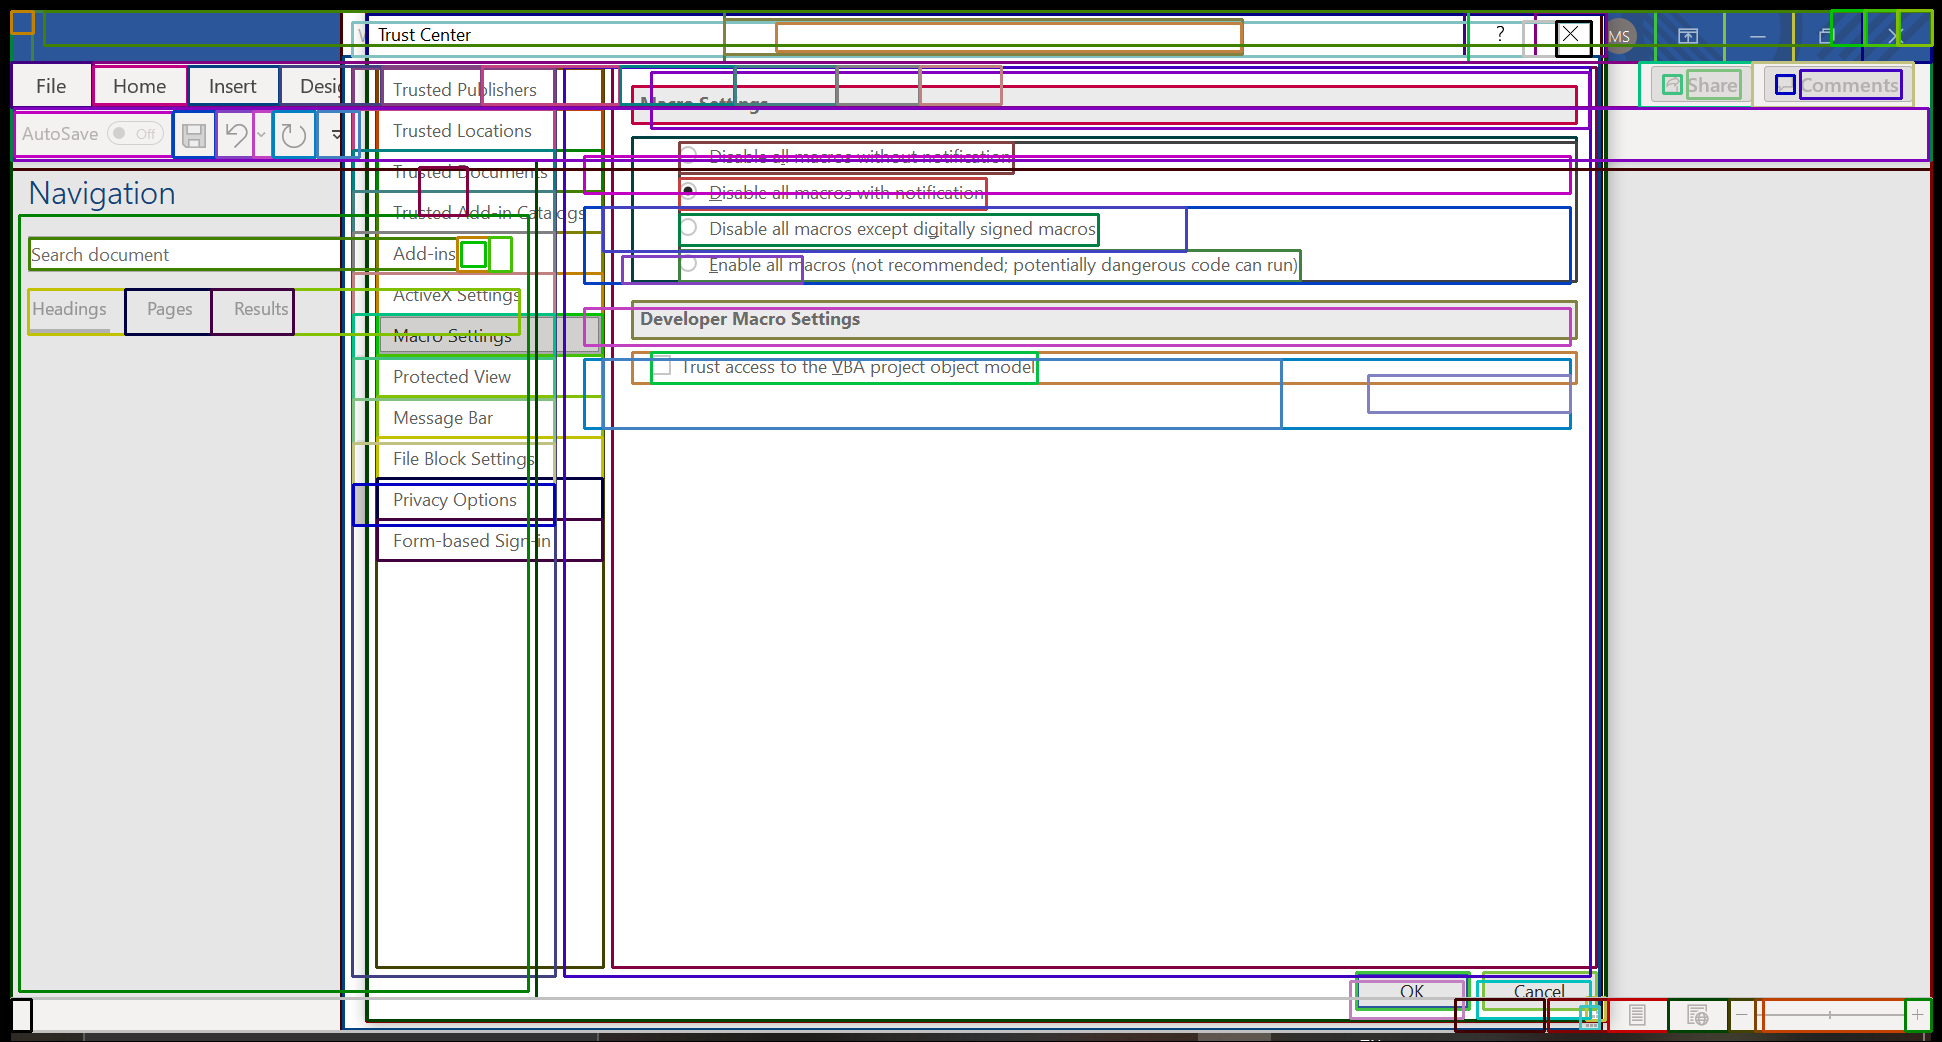 Trust Center
?
MS
File
Home
Insert
Share
Comments
AutoSave
Off
Navigation
Search document
Headings
Pages
Results
Trusted Publishers
Trusted Locations
Trusted Documents
Trusted Add-in Catalogs
Add-ins
ActiveX Settings
Macro Settings
Protected View
Message Bar
File Block Settings
Privacy Options
Form-based Sign-in
Macro Settings
Disable all macros without notification
Disable all macros with notification
Disable all macros except digitally signed macros
Enable all macros (not recommended; potentially dangerous code can run)
Developer Macro Settings
Trust access to the VBA project object model
OK
Cancel